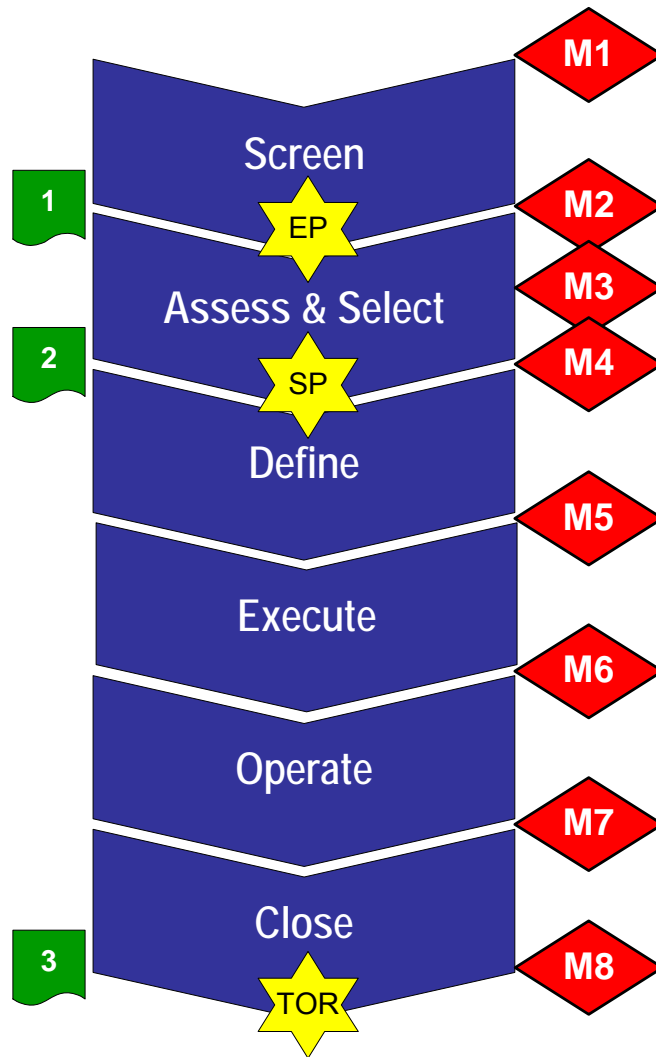 M1
Screen
1
M2
EP
M3
Assess & Select
2
M4
SP
Define
M5
Execute
M6
Operate
M7
Close
3
M8
TOR